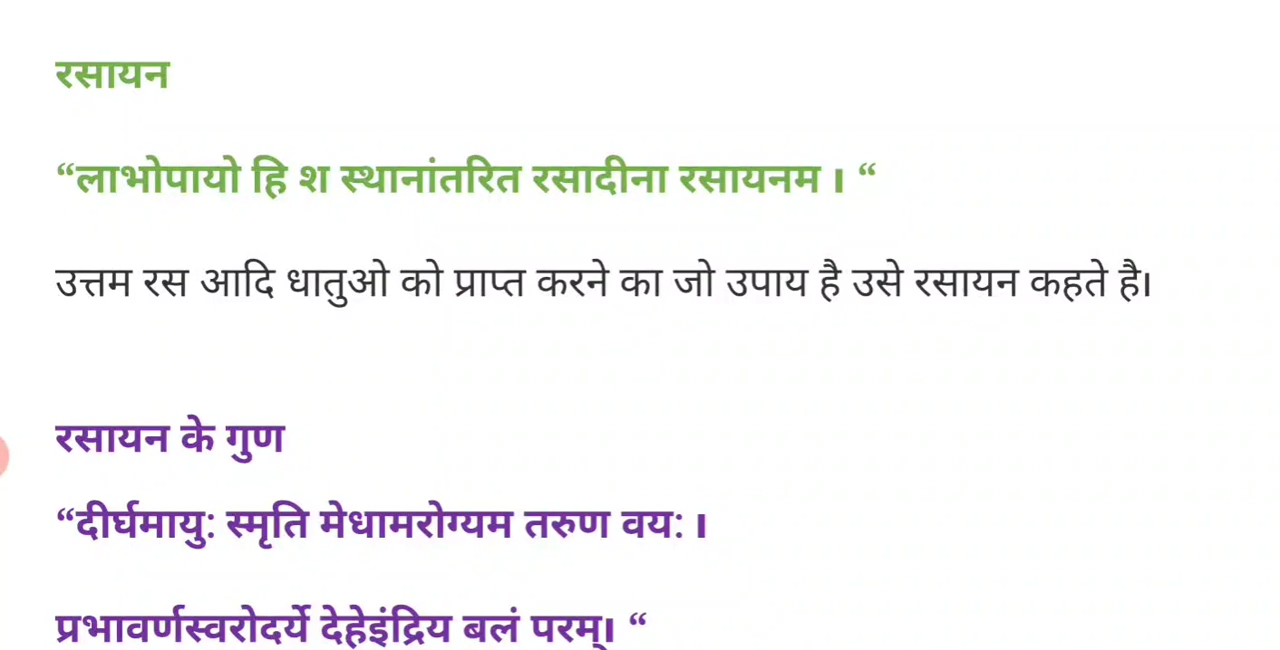 रसायन
“लाभोपायो हि श स्थानांतरित रसादीना रसायनम । “
उत्तम रस आदि धातुओ को प्राप्त करने का जो उपाय है उसे रसायन कहते है।
रसायन के गुण
“दीर्घमायु: स्मृति मेधामरोग्यम तरुण वय: ।
प्रभावर्णस्वरोदर्ये देहेइंद्रिय बलं परम्। “